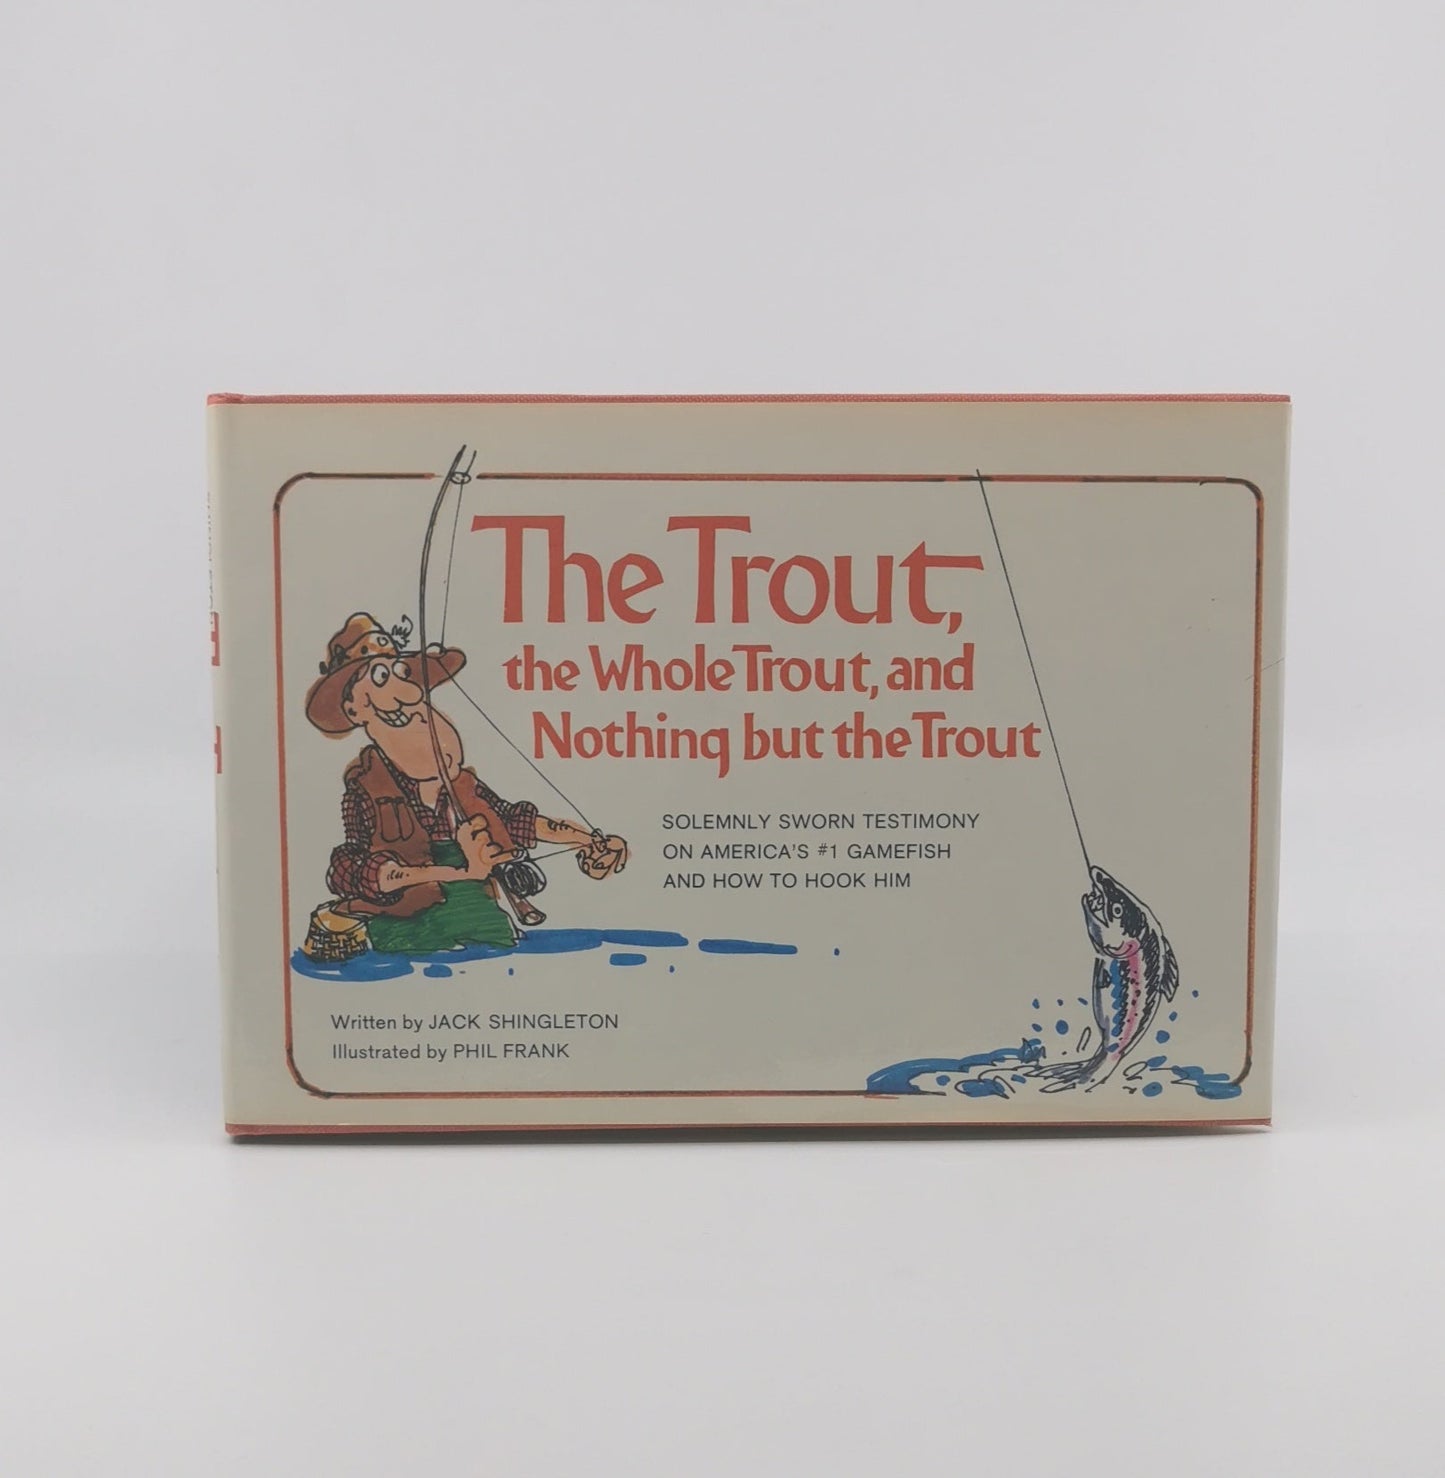 The Trout,
the Whole Trout, and
Nothing but the Trout
SOLEMNLY SWORN TESTIMONY
ON AMERICA'S #1 GAMEFISH
AND HOW TO HOOK HIM
Written by JACK SHINGLETON
Illustrated by PHIL FRANK